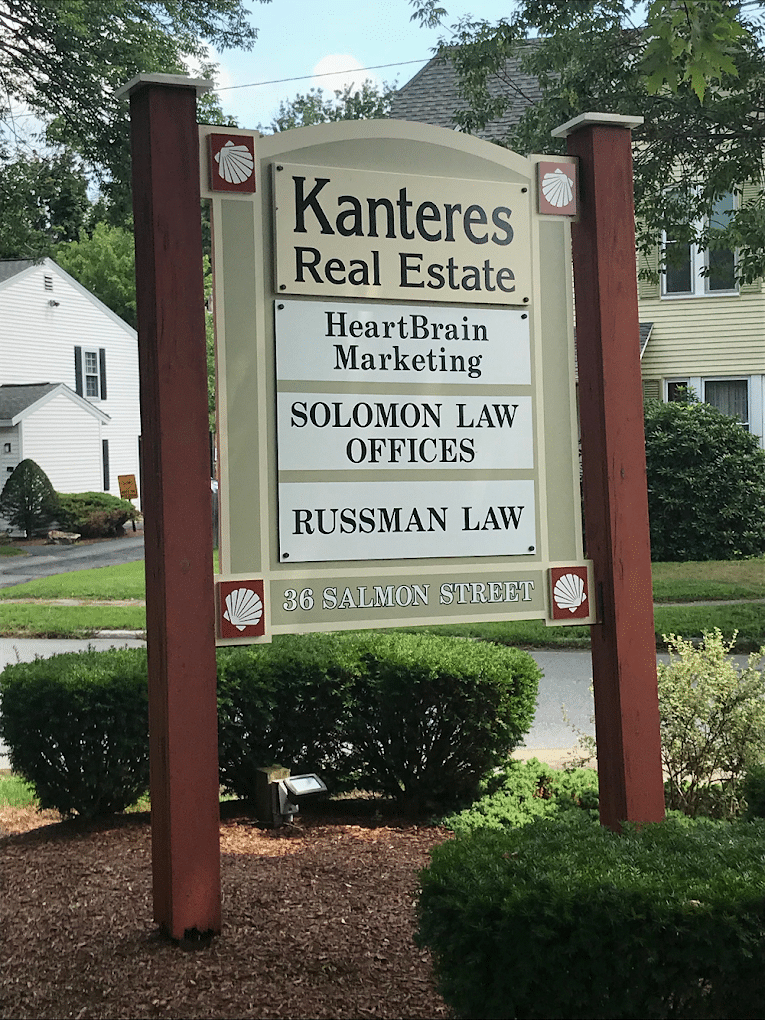 Kanteres
Real Estate
HeartBrain
Marketing
SOLOMON LAW
OFFICES
RUSSMAN LAW
36 SALMON STREET